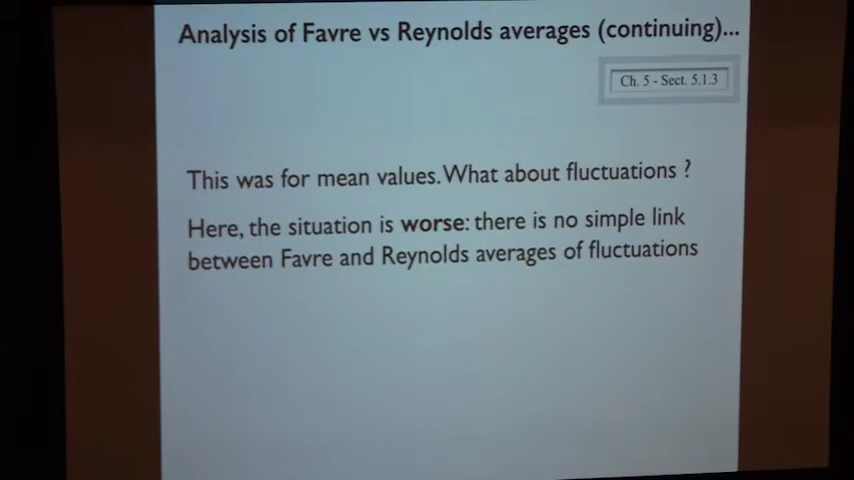 Analysis of Favre vs Reynolds averages (continuing)...
Ch. 5 - Sect. 5.1.3
This was for mean values. What about fluctuations ?
Here, the situation is worse: there is no simple link
between Favre and Reynolds averages of fluctuations